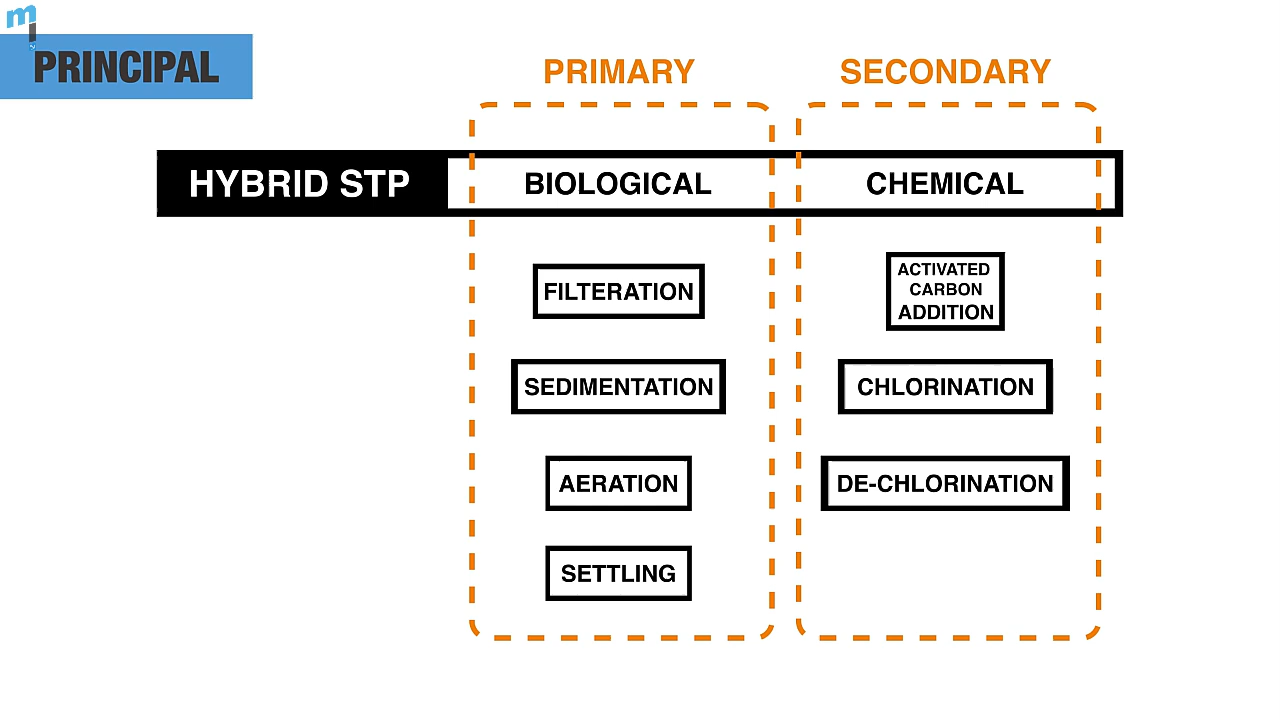 PRINCIPAL
PRIMARY
SECONDARY
HYBRID STP
BIOLOGICAL
CHEMICAL
FILTERATION
ACTIVATED
CARBON
ADDITION
SEDIMENTATION
CHLORINATION
AERATION
DE-CHLORINATION
SETTLING